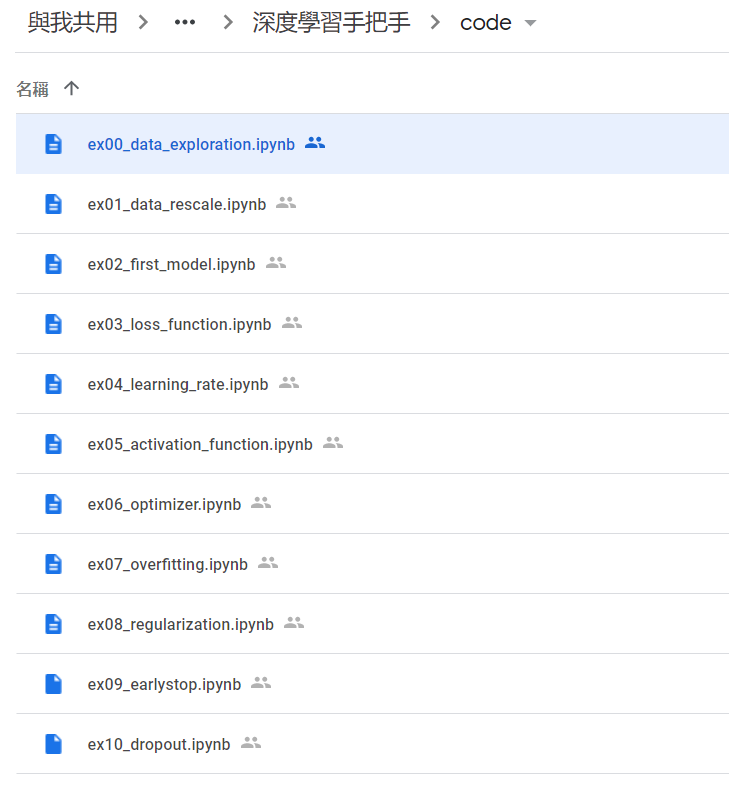 與我共用 > ••• > 深度學習手把手 > code
名稱 ↑
ex00_data_exploration.ipynb
ex01_data_rescale.ipynb
ex02_first_model.ipynb
ex03_loss_function.ipynb
ex04_learning_rate.ipynb
ex05_activation_function.ipynb
ex06_optimizer.ipynb
ex07_overfitting.ipynb
ex08_regularization.ipynb
ex09_earlystop.ipynb
ex10_dropout.ipynb